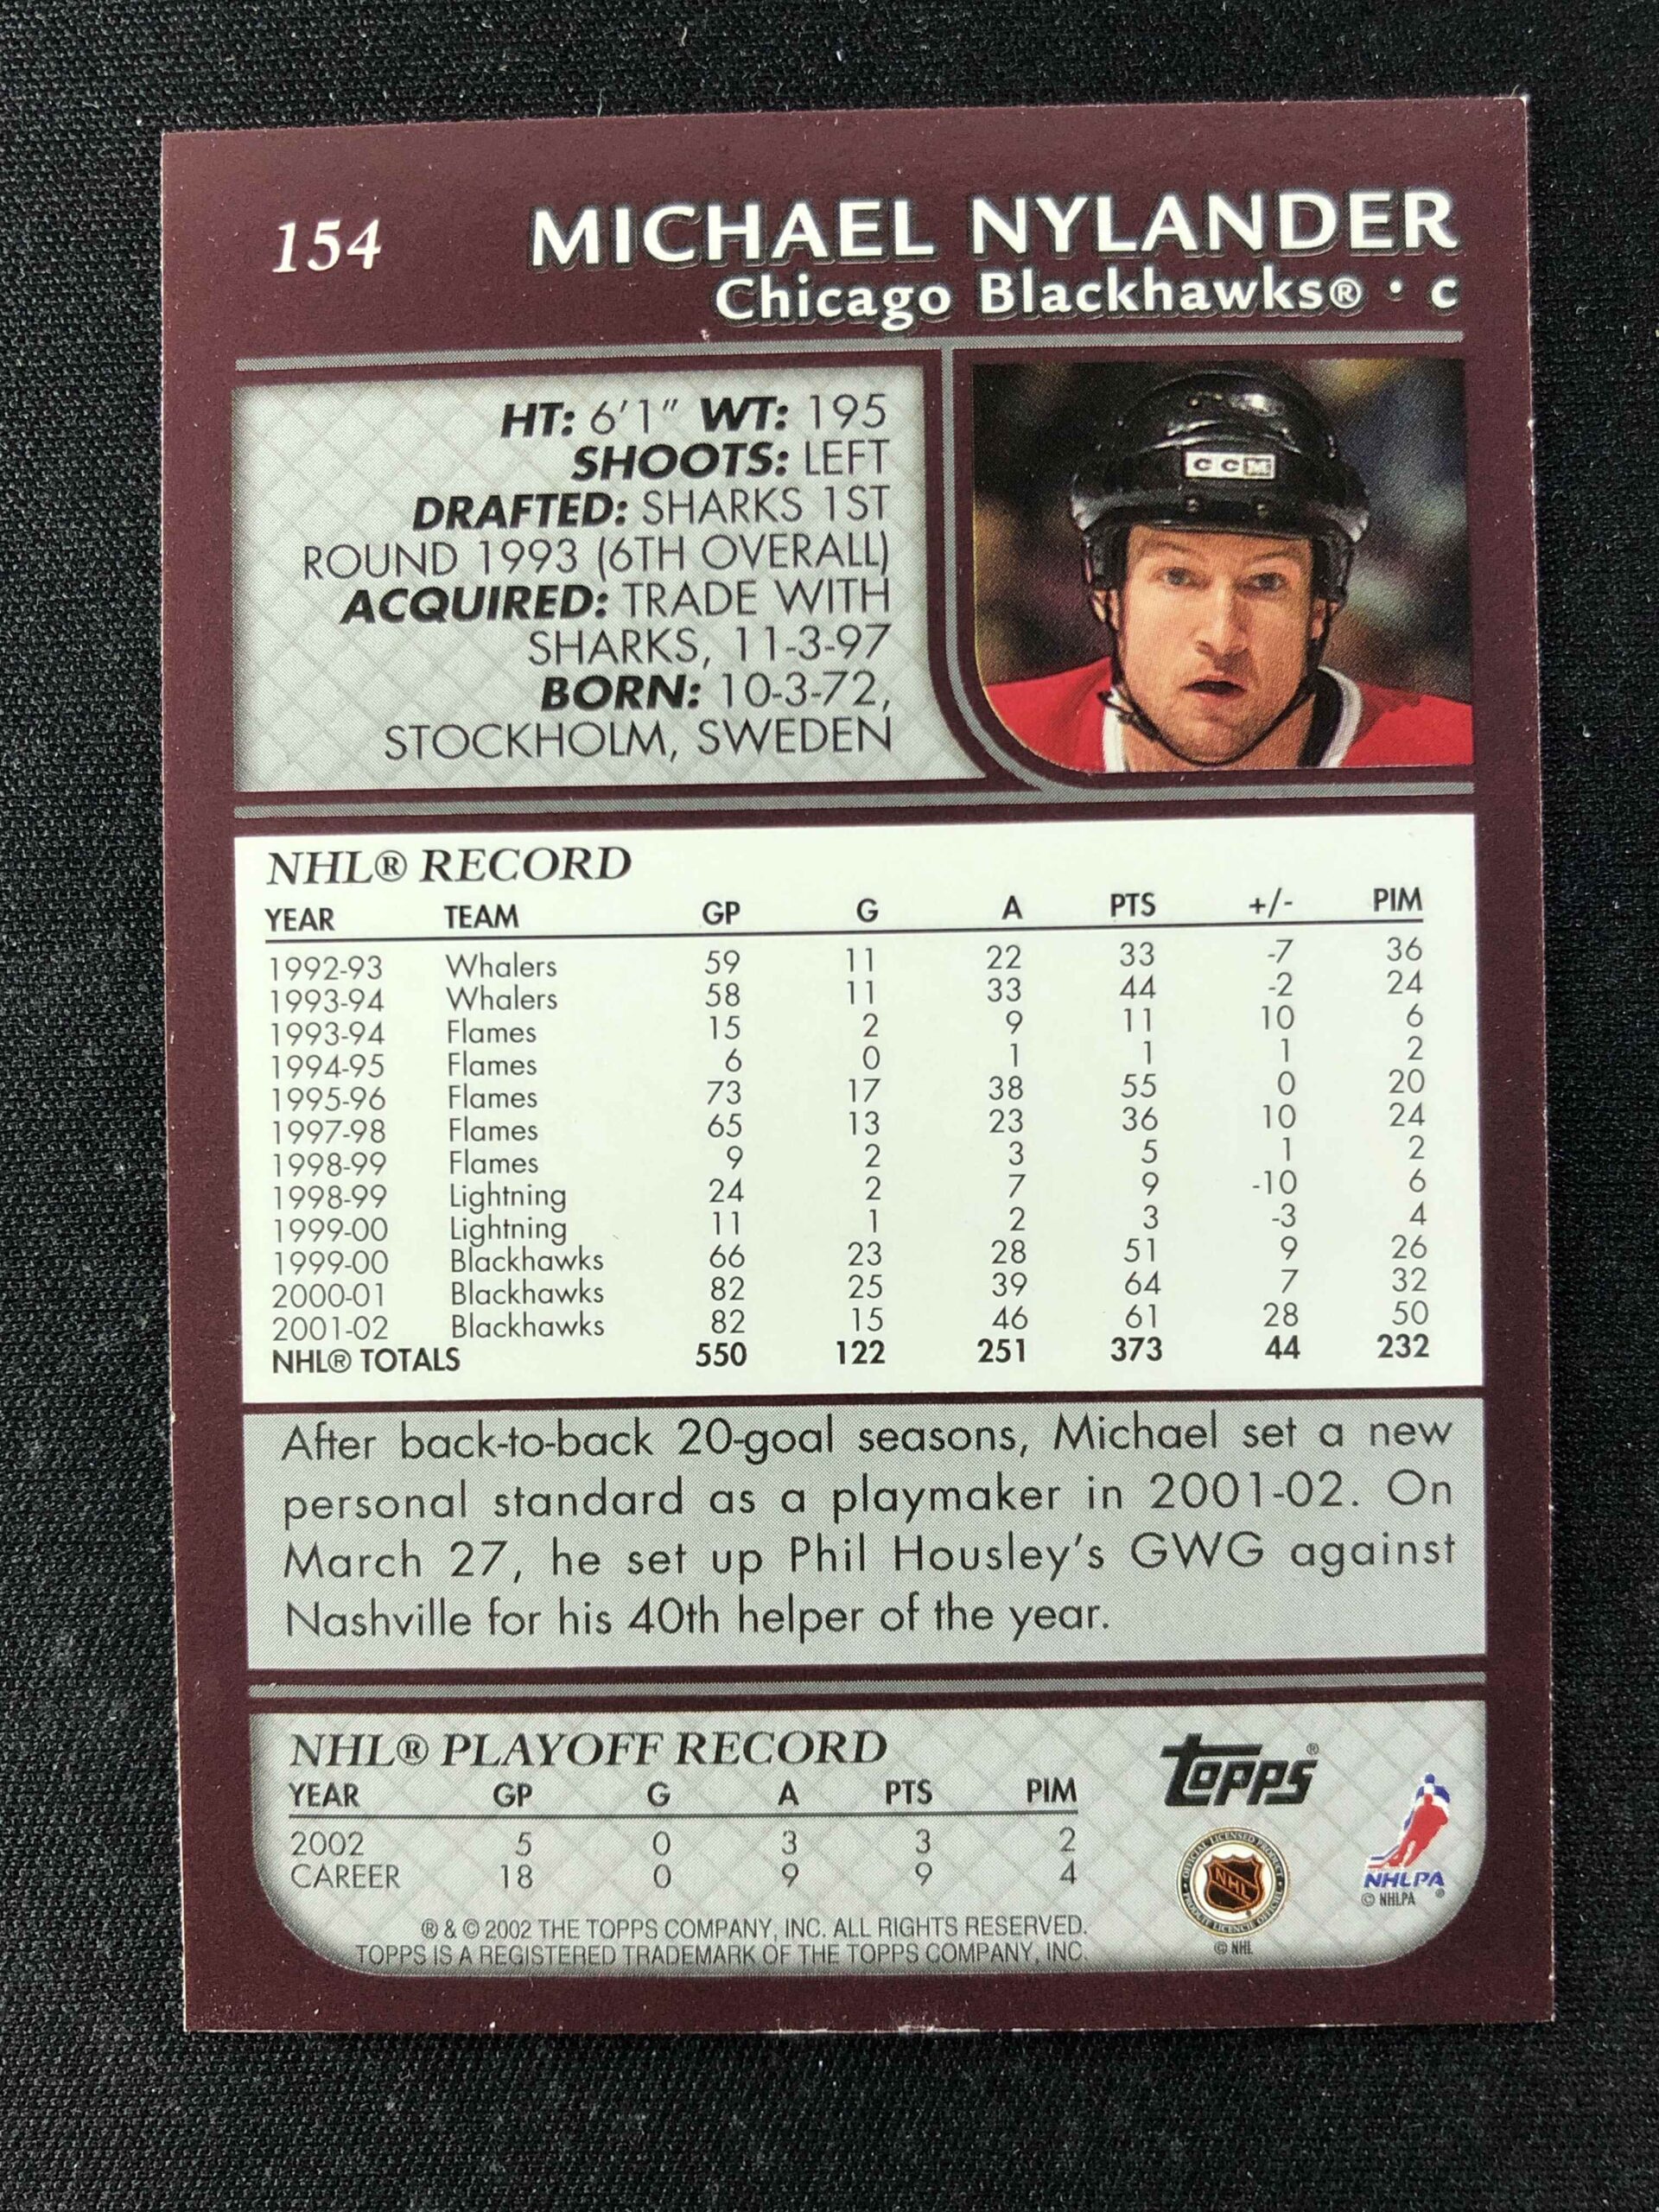 154
MICHAEL NYLANDER
Chicago Blackhawks® • C
CCM
HT: 6'1" WT: 195
SHOOTS: LEFT
DRAFTED: SHARKS 1ST
ROUND 1993 (6TH OVERALL)
ACQUIRED: TRADE WITH
SHARKS, 11-3-97
BORN: 10-3-72,
STOCKHOLM, SWEDEN
NHL® RECORD
YEAR TEAM GP G A PTS +/- PIM
1992-93 Whalers 59 11 22 33 -7 36
1993-94 Whalers 58 11 33 44 -2 24
1993-94 Flames 15 2 9 11 10 6
1994-95 Flames 6 0 1 1 1 2
1995-96 Flames 73 17 38 55 0 20
1997-98 Flames 65 13 23 36 10 24
1998-99 Flames 9 2 3 5 1 2
1998-99 Lightning 24 2 7 9 -10 6
1999-00 Lightning 11 1 2 3 -3 4
1999-00 Blackhawks 66 23 28 51 9 26
2000-01 Blackhawks 82 25 39 64 7 32
2001-02 Blackhawks 82 15 46 61 28 50
NHL® TOTALS 550 122 251 373 44 232
After back-to-back 20-goal seasons, Michael set a new
personal standard as a playmaker in 2001-02. On
March 27, he set up Phil Housley's GWG against
Nashville for his 40th helper of the year.
NHL® PLAYOFF RECORD
YEAR GP G A PTS PIM
2002 5 0 3 3 2
CAREER 18 0 9 9 4
® & © 2002 THE TOPPS COMPANY, INC. ALL RIGHTS RESERVED.
TOPPS IS A REGISTERED TRADEMARK OF THE TOPPS COMPANY, INC.
Topps®
OFFICIAL LICENSED PRODUCT
NHL
© NHL
NHLPA
© NHLPA ®